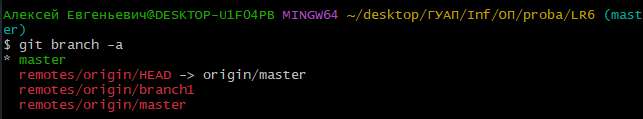 Алексей Евгеньевич@DESKTOP-U1F04PB MINGW64 ~/desktop/ГУАП/Inf/ОП/proba/LR6 (mast
er)
$ git branch -a
* master
  remotes/origin/HEAD -> origin/master
  remotes/origin/branch1
  remotes/origin/master